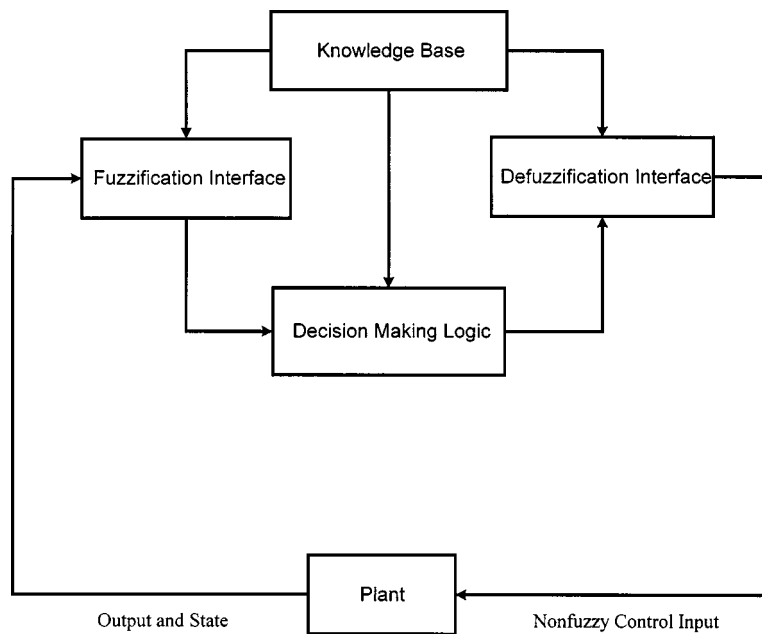 Knowledge Base
Fuzzification Interface
Defuzzification Interface
Decision Making Logic
Plant
Output and State
Nonfuzzy Control Input